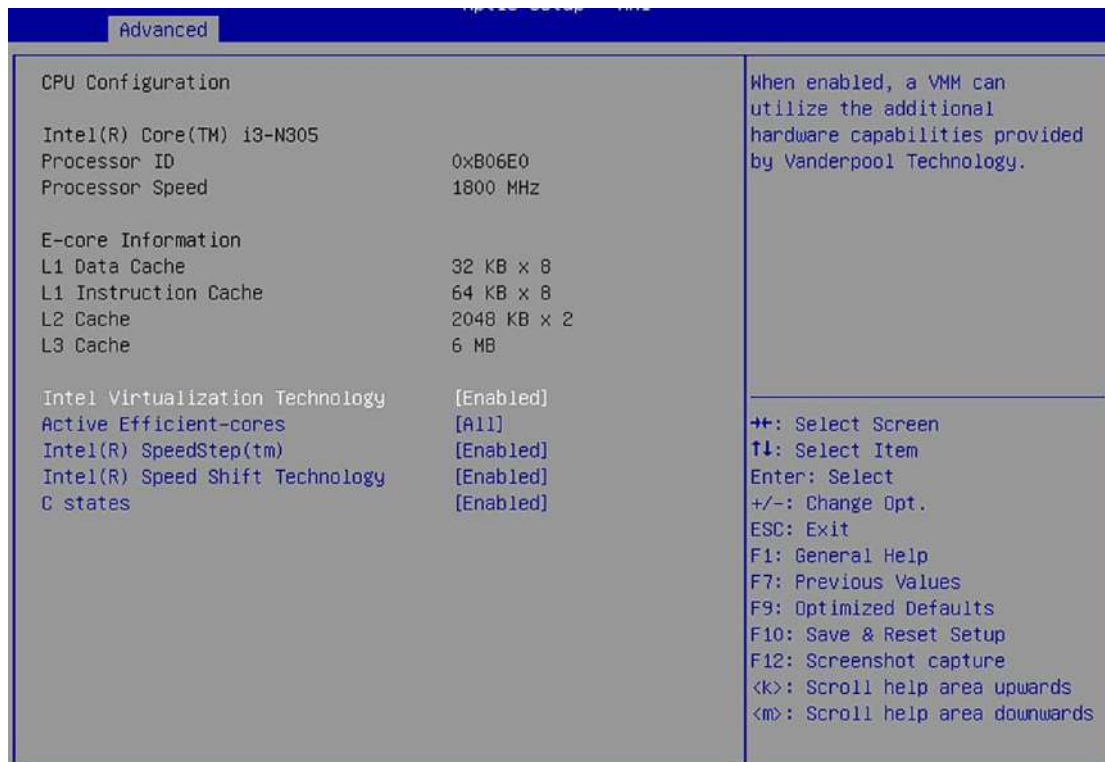 Advanced
CPU Configuration
Intel(R) Core(TM) i3-N305
Processor ID 0xB06E0
Processor Speed 1800 MHz
E-core Information
L1 Data Cache 32 KB x 8
L1 Instruction Cache 64 KB x 8
L2 Cache 2048 KB x 2
L3 Cache 6 MB
Intel Virtualization Technology [Enabled]
Active Efficient-cores [All]
Intel(R) SpeedStep(tm) [Enabled]
Intel(R) Speed Shift Technology [Enabled]
C states [Enabled]
When enabled, a VMM can
utilize the additional
hardware capabilities provided
by Vanderpool Technology.
→←: Select Screen
↑↓: Select Item
Enter: Select
+/-: Change Opt.
ESC: Exit
F1: General Help
F7: Previous Values
F9: Optimized Defaults
F10: Save & Reset Setup
F12: Screenshot capture
<k>: Scroll help area upwards
<m>: Scroll help area downwards